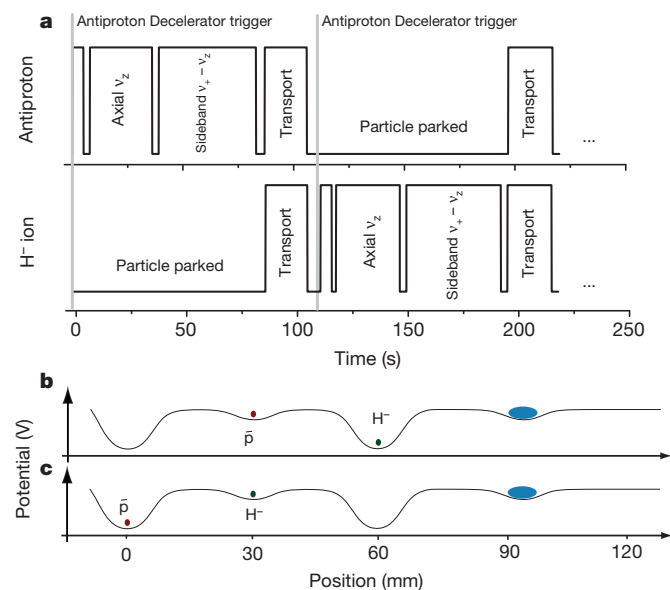 a
Antiproton Decelerator trigger
Antiproton Decelerator trigger
Antiproton
Axial ν_z
Sideband ν₊ – ν_z
Transport
Particle parked
Transport
...
H⁻ ion
Particle parked
Transport
Axial ν_z
Sideband ν₊ – ν_z
Transport
...
0 50 100 150 200 250
Time (s)
b
p̄
H⁻
Potential (V)
c
p̄
H⁻
0 30 60 90 120
Position (mm)